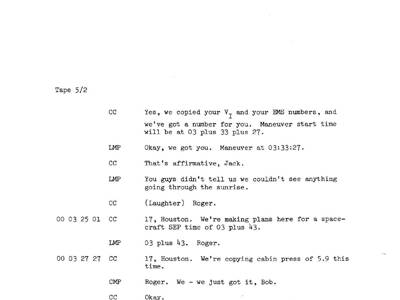 Tape 5/2
CC Yes, we copied your VI and your EMS numbers, and
we've got a number for you. Maneuver start time
will be at 03 plus 33 plus 27.
LMP Okay, we got you. Maneuver at 03:33:27.
CC That's affirmative, Jack.
LMP You guys didn't tell us we couldn't see anything
going through the sunrise.
CC (Laughter) Roger.
00 03 25 01 CC 17, Houston. We're making plans here for a space-
craft SEP time of 03 plus 43.
LMP 03 plus 43. Roger.
00 03 27 27 CC 17, Houston. We're copying cabin press of 5.9 this
time.
CMP Roger. We - we just got it, Bob.
CC Okay.